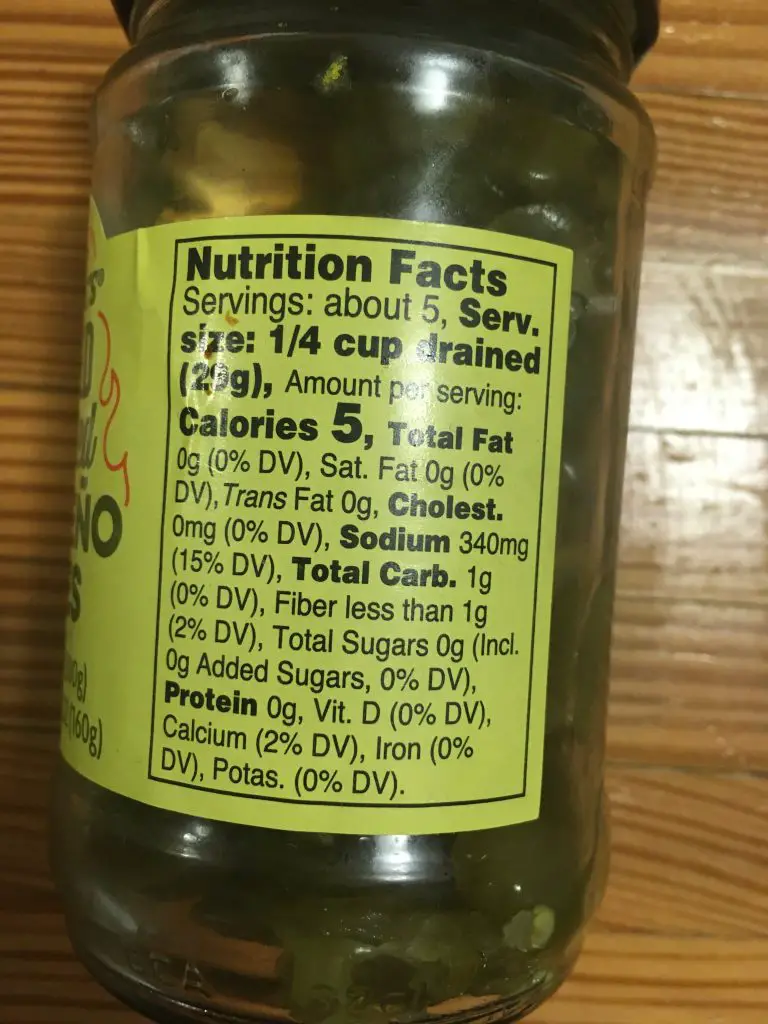 Nutrition Facts
Servings: about 5, Serv.
size: 1/4 cup drained
(29g), Amount per serving:
Calories 5, Total Fat
0g (0% DV), Sat. Fat 0g (0%
DV), Trans Fat 0g, Cholest.
0mg (0% DV), Sodium 340mg
(15% DV), Total Carb. 1g
(0% DV), Fiber less than 1g
(2% DV), Total Sugars 0g (Incl.
0g Added Sugars, 0% DV),
Protein 0g, Vit. D (0% DV),
Calcium (2% DV), Iron (0%
DV), Potas. (0% DV).
ÑO
(160g)